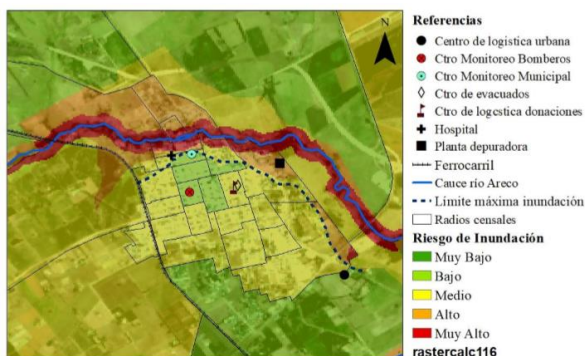 N
Referencias
Centro de logistica urbana
Ctro Monitoreo Bomberos
Ctro Monitoreo Municipal
Ctro de evacuados
Ctro de logcstica donaciones
Hospital
Planta depuradora
Ferrocarril
Cauce río Areco
Límite máxima inundación
Radios censales
Riesgo de Inundación
Muy Bajo
Bajo
Medio
Alto
Muy Alto
rastercalc116